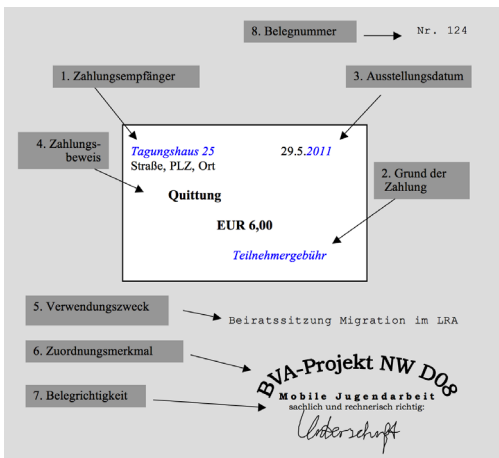 8. Belegnummer
Nr. 124
1. Zahlungsempfänger
3. Ausstellungsdatum
4. Zahlungs-
beweis
Tagungshaus 25
29.5.2011
Straße, PLZ, Ort
2. Grund der
Zahlung
Quittung
EUR 6,00
Teilnehmergebühr
5. Verwendungszweck
Beiratssitzung Migration im LRA
6. Zuordnungsmerkmal
BVA-Projekt NW D08
7. Belegrichtigkeit
Mobile Jugendarbeit
sachlich und rechnerisch richtig:
Unterschrift